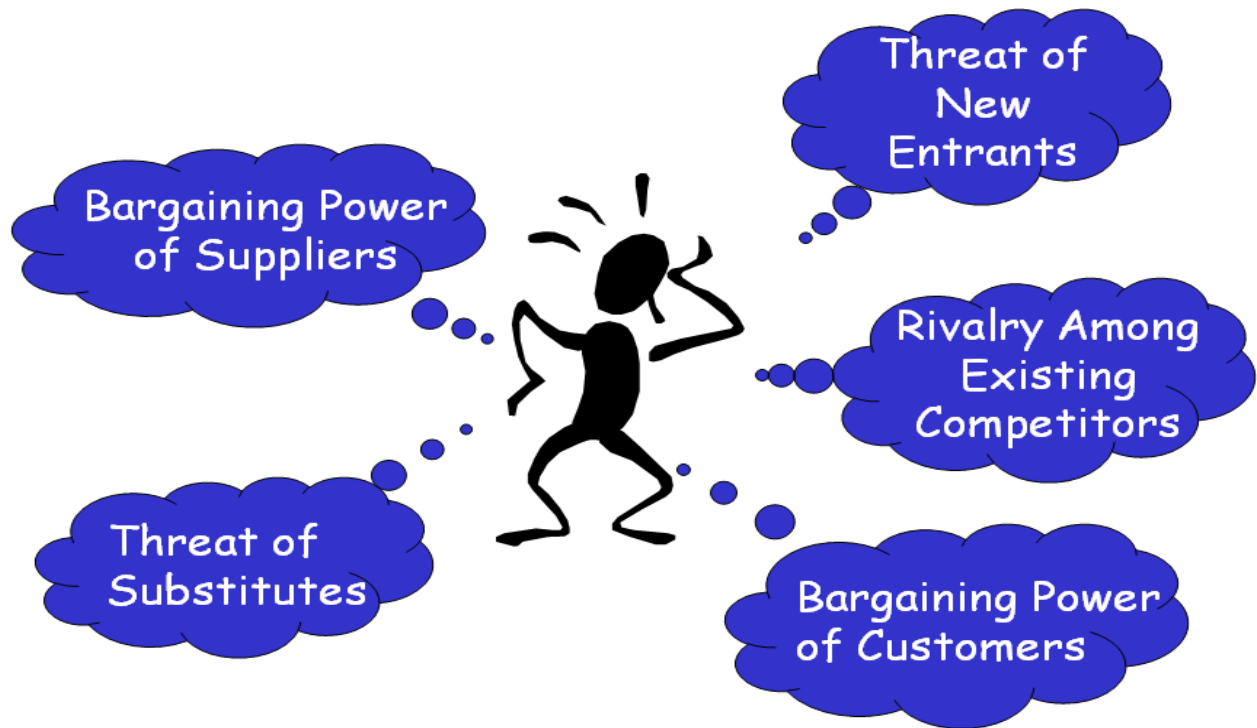 Threat of
New
Entrants
Bargaining Power
of Suppliers
Rivalry Among
Existing
Competitors
Threat of
Substitutes
Bargaining Power
of Customers